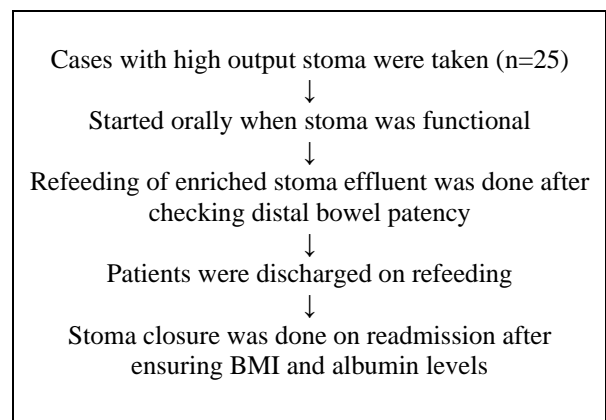 Cases with high output stoma were taken (n=25)
↓
Started orally when stoma was functional
↓
Refeeding of enriched stoma effluent was done after
checking distal bowel patency
↓
Patients were discharged on refeeding
↓
Stoma closure was done on readmission after
ensuring BMI and albumin levels